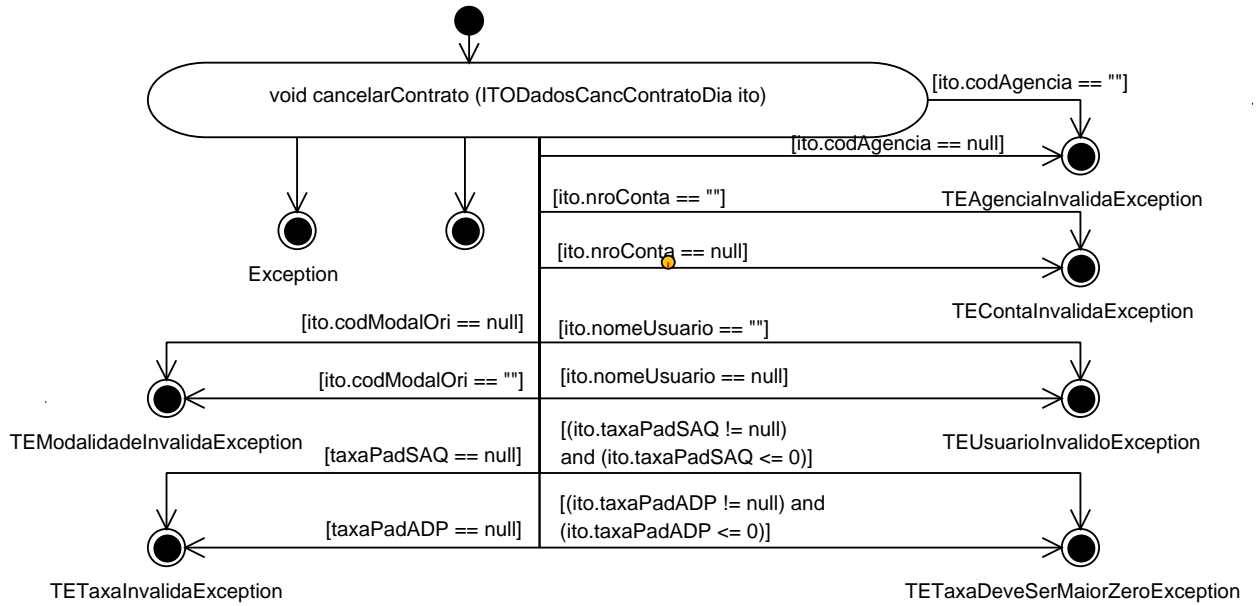 void cancelarContrato (ITODadosCancContratoDia ito)
[ito.codAgencia == ""]
[ito.codAgencia == null]
TEAgenciaInvalidaException
[ito.nroConta == ""]
[ito.nroConta == null]
Exception
TEContaInvalidaException
[ito.codModalOri == null]
[ito.nomeUsuario == ""]
[ito.codModalOri == ""]
[ito.nomeUsuario == null]
TEModalidadeInvalidaException
TEUsuarioInvalidoException
[(ito.taxaPadSAQ != null)
and (ito.taxaPadSAQ <= 0)]
[taxaPadSAQ == null]
[(ito.taxaPadADP != null) and
(ito.taxaPadADP <= 0)]
[taxaPadADP == null]
TETaxaInvalidaException
TETaxaDeveSerMaiorZeroException